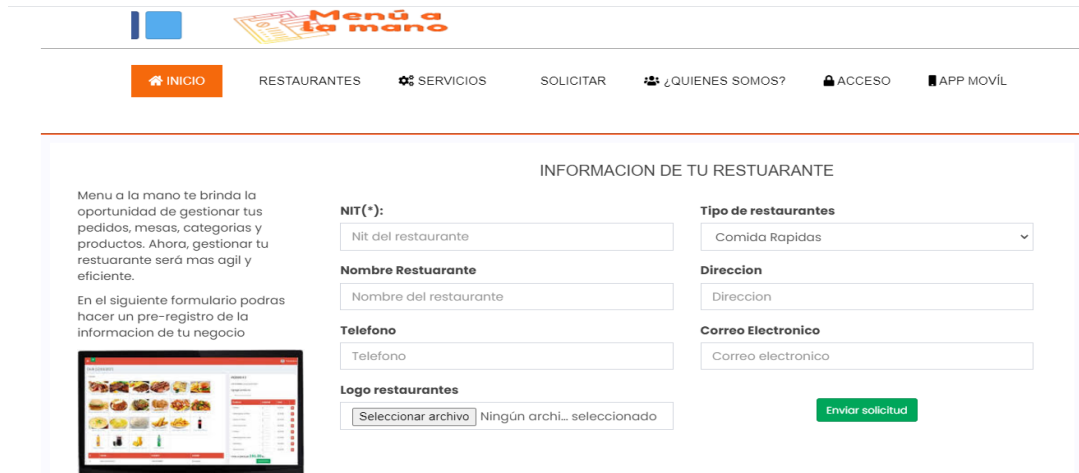 Menú a
la mano
INICIO RESTAURANTES SERVICIOS SOLICITAR ¿QUIENES SOMOS? ACCESO APP MOVÍL
INFORMACION DE TU RESTUARANTE
Menu a la mano te brinda la
oportunidad de gestionar tus
pedidos, mesas, categorias y
productos. Ahora, gestionar tu
restuarante será mas agil y
eficiente.
En el siguiente formulario podras
hacer un pre-registro de la
informacion de tu negocio
NIT(*):
Nit del restaurante
Tipo de restaurantes
Comida Rapidas
Nombre Restuarante
Nombre del restaurante
Direccion
Direccion
Telefono
Telefono
Correo Electronico
Correo electronico
Logo restaurantes
Seleccionar archivo Ningún archi... seleccionado
Enviar solicitud